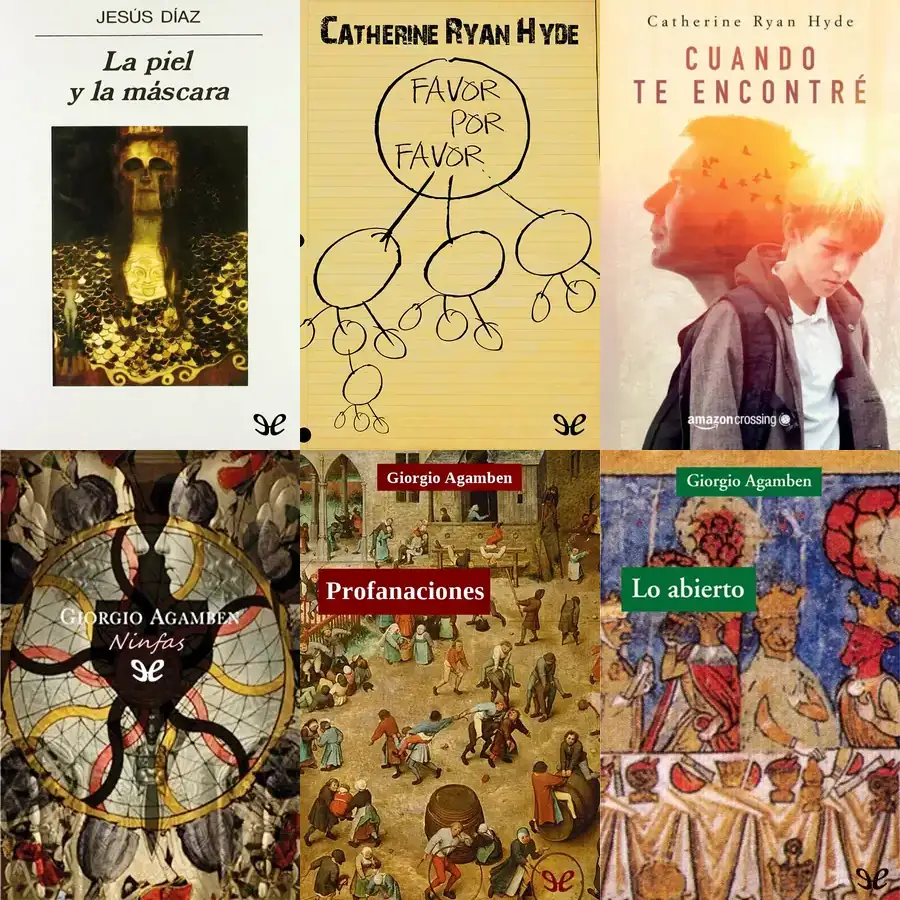 JESÚS DÍAZ
La piel
y la máscara
CATHERINE RYAN HYDE
FAVOR
POR
FAVOR
Catherine Ryan Hyde
CUANDO
TE ENCONTRÉ
amazoncrossing
GIORGIO AGAMBEN
Ninfas
Giorgio Agamben
Profanaciones
Giorgio Agamben
Lo abierto